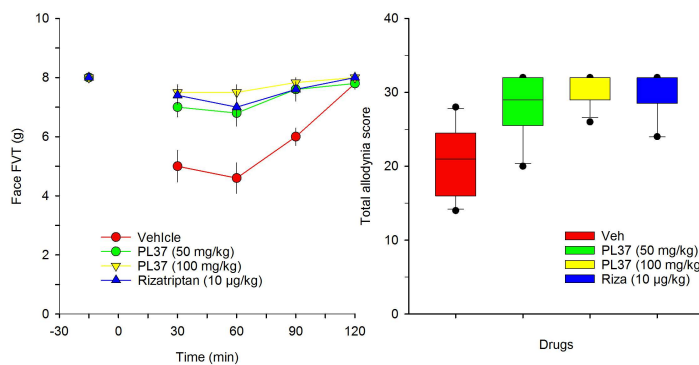 10
8
6
4
2
0
Face FVT (g)
VehIcle
PL37 (50 mg/kg)
PL37 (100 mg/kg)
Rizatriptan (10 µg/kg)
-30
0
30
60
90
120
Time (min)
40
30
20
10
0
Total allodynia score
Veh
PL37 (50 mg/kg)
PL37 (100 mg/kg)
Riza (10 µg/kg)
Drugs